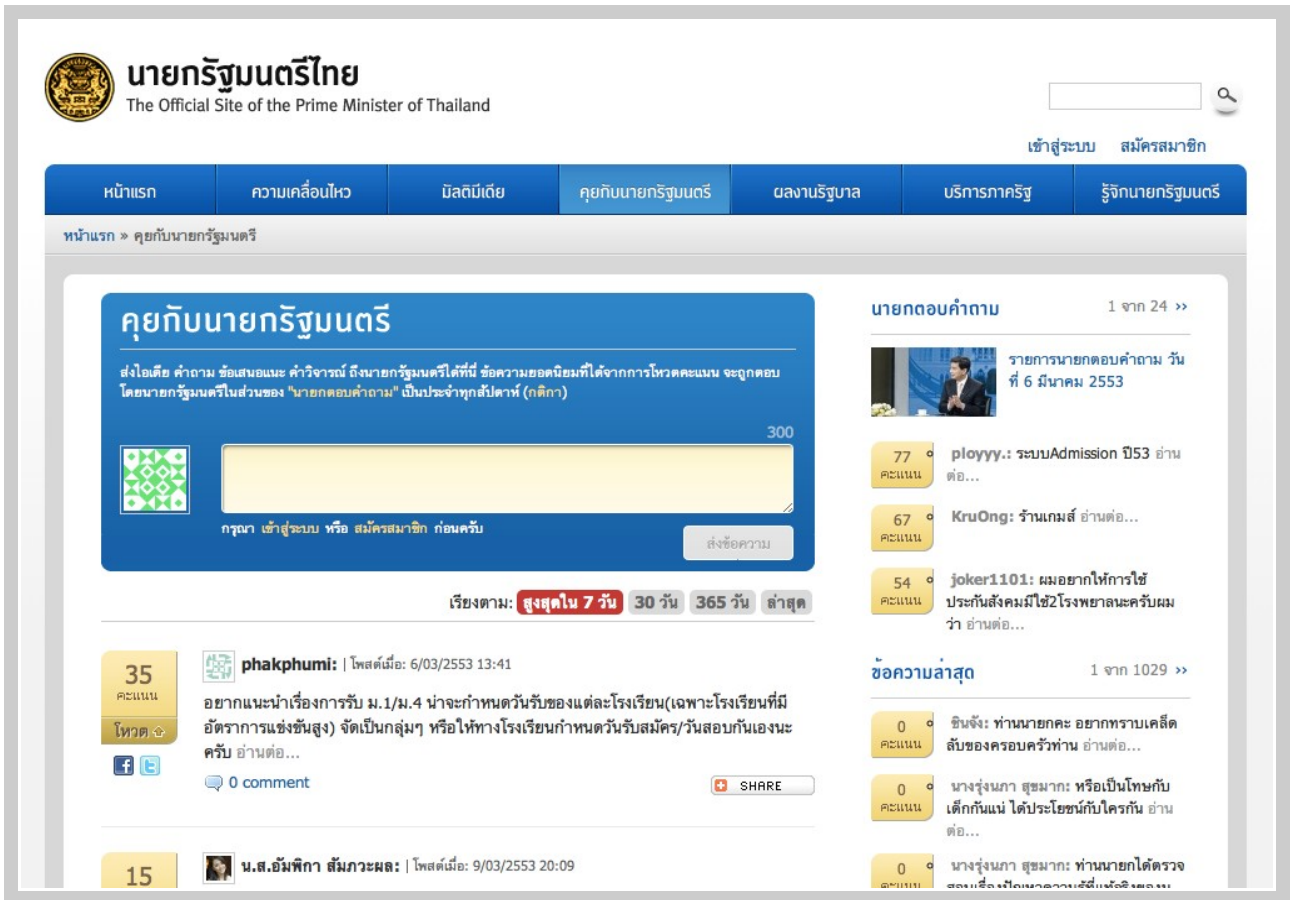 นายกรัฐมนตรีไทย
The Official Site of the Prime Minister of Thailand
เข้าสู่ระบบ สมัครสมาชิก
หน้าแรก ความเคลื่อนไหว มัลติมีเดีย คุยกับนายกรัฐมนตรี ผลงานรัฐบาล บริการภาครัฐ รู้จักนายกรัฐมนตรี
หน้าแรก » คุยกับนายกรัฐมนตรี
คุยกับนายกรัฐมนตรี
ส่งไอเดีย คำถาม ข้อเสนอแนะ คำวิจารณ์ ถึงนายกรัฐมนตรีได้ที่นี่ ข้อความยอดนิยมที่ได้จากการโหวตคะแนน จะถูกตอบ
โดยนายกรัฐมนตรีในส่วนของ "นายกตอบคำถาม" เป็นประจำทุกสัปดาห์ (กติกา)
300
กรุณา เข้าสู่ระบบ หรือ สมัครสมาชิก ก่อนครับ
ส่งข้อความ
เรียงตาม: สูงสุดใน 7 วัน 30 วัน 365 วัน ล่าสุด
35
คะแนน
โหวต
phakphumi: | โพสต์เมื่อ: 6/03/2553 13:41
อยากแนะนำเรื่องการรับ ม.1/ม.4 น่าจะกำหนดวันรับของแต่ละโรงเรียน(เฉพาะโรงเรียนที่มี
อัตราการแข่งขันสูง) จัดเป็นกลุ่มๆ หรือให้ทางโรงเรียนกำหนดวันรับสมัคร/วันสอบกันเองนะ
ครับ อ่านต่อ...
0 comment
SHARE
15
น.ส.อัมพิกา สัมภวะผล: | โพสต์เมื่อ: 9/03/2553 20:09
นายกตอบคำถาม 1 จาก 24 >>
รายการนายกตอบคำถาม วัน
ที่ 6 มีนาคม 2553
77
คะแนน
ployyy.: ระบบAdmission ปี53 อ่าน
ต่อ...
67
คะแนน
KruOng: ร้านเกมส์ อ่านต่อ...
54
คะแนน
joker1101: ผมอยากให้การใช้
ประกันสังคมมีใช้2โรงพยาลนะครับผม
ว่า อ่านต่อ...
ข้อความล่าสุด 1 จาก 1029 >>
0
คะแนน
ชินจัง: ท่านนายกคะ อยากทราบเคล็ด
ลับของครอบครัวท่าน อ่านต่อ...
0
คะแนน
นางรุ่งนภา สุขมาก: หรือเป็นโทษกับ
เด็กกันแน่ ได้ประโยชน์กับใครกัน อ่าน
ต่อ...
0
คะแนน
นางรุ่งนภา สุขมาก: ท่านนายกได้ตรวจ